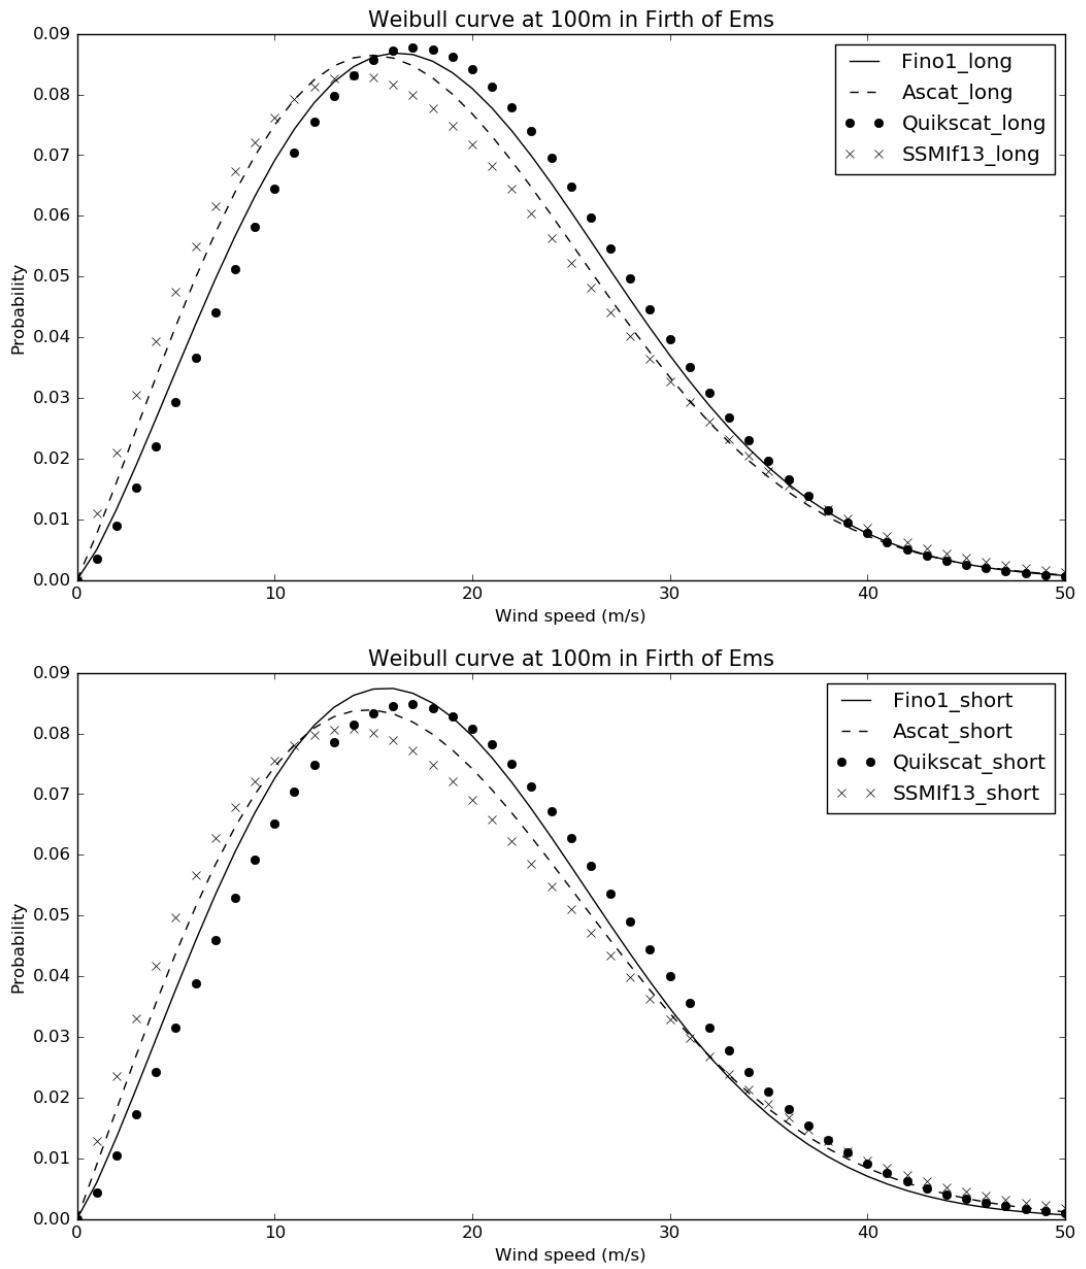 Weibull curve at 100m in Firth of Ems
0.09
0.08
0.07
0.06
0.05
0.04
0.03
0.02
0.01
0.00
Probability
Fino1_long
Ascat_long
Quikscat_long
SSMIf13_long
0 10 20 30 40 50
Wind speed (m/s)
Weibull curve at 100m in Firth of Ems
0.09
0.08
0.07
0.06
0.05
0.04
0.03
0.02
0.01
0.00
Probability
Fino1_short
Ascat_short
Quikscat_short
SSMIf13_short
0 10 20 30 40 50
Wind speed (m/s)